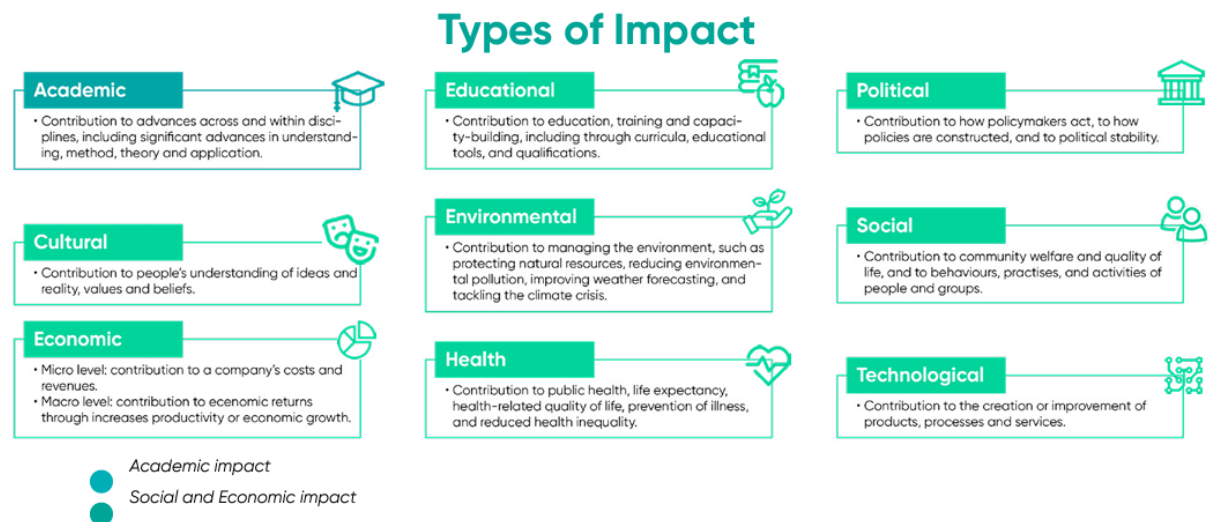 Types of Impact
Academic
• Contribution to advances across and within disci-
plines, including significant advances in understand-
ing, method, theory and application.
Cultural
• Contribution to people's understanding of ideas and
reality, values and beliefs.
Economic
• Micro level: contribution to a company's costs and
revenues.
• Macro level: contribution to economic returns
through increases productivity or economic growth.
Educational
• Contribution to education, training and capaci-
ty-building, including through curricula, educational
tools, and qualifications.
Environmental
• Contribution to managing the environment, such as
protecting natural resources, reducing environmen-
tal pollution, improving weather forecasting, and
tackling the climate crisis.
Health
• Contribution to public health, life expectancy,
health-related quality of life, prevention of illness,
and reduced health inequality.
Political
• Contribution to how policymakers act, to how
policies are constructed, and to political stability.
Social
• Contribution to community welfare and quality of
life, and to behaviours, practises, and activities of
people and groups.
Technological
• Contribution to the creation or improvement of
products, processes and services.
Academic impact
Social and Economic impact